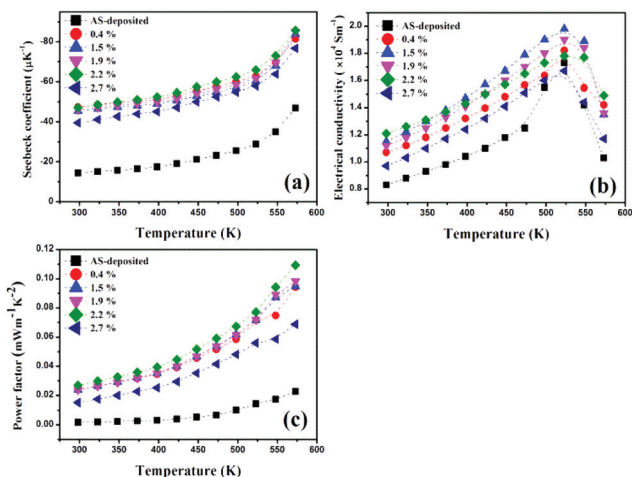 AS-deposited
0.4 %
1.5 %
1.9 %
2.2 %
2.7 %
-80
-60
-40
-20
0
300 350 400 450 500 550 600
Seebeck coefficient (µK⁻¹)
Temperature (K)
(a)
AS-deposited
0.4 %
1.5 %
1.9 %
2.2 %
2.7 %
2.0
1.8
1.6
1.4
1.2
1.0
0.8
0.6
300 350 400 450 500 550 600
Electrical conductivity ( ×10⁴ Sm⁻¹)
Temperature (K)
(b)
AS-deposited
0.4 %
1.5 %
1.9 %
2.2 %
2.7 %
0.12
0.10
0.08
0.06
0.04
0.02
0.00
300 350 400 450 500 550 600
Power factor (mWm⁻¹K⁻²)
Temperature (K)
(c)